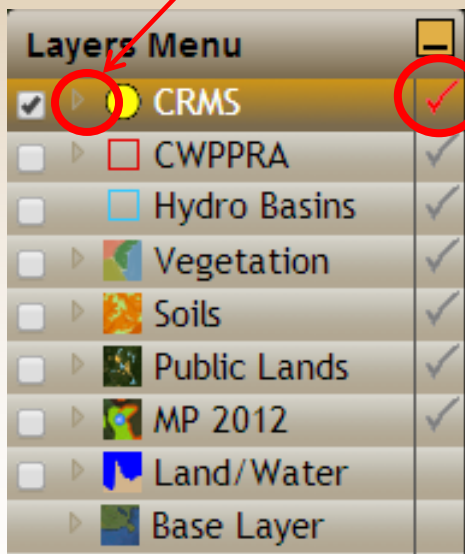 Layers Menu
CRMS
CWPPRA
Hydro Basins
Vegetation
Soils
Public Lands
MP 2012
Land/Water
Base Layer